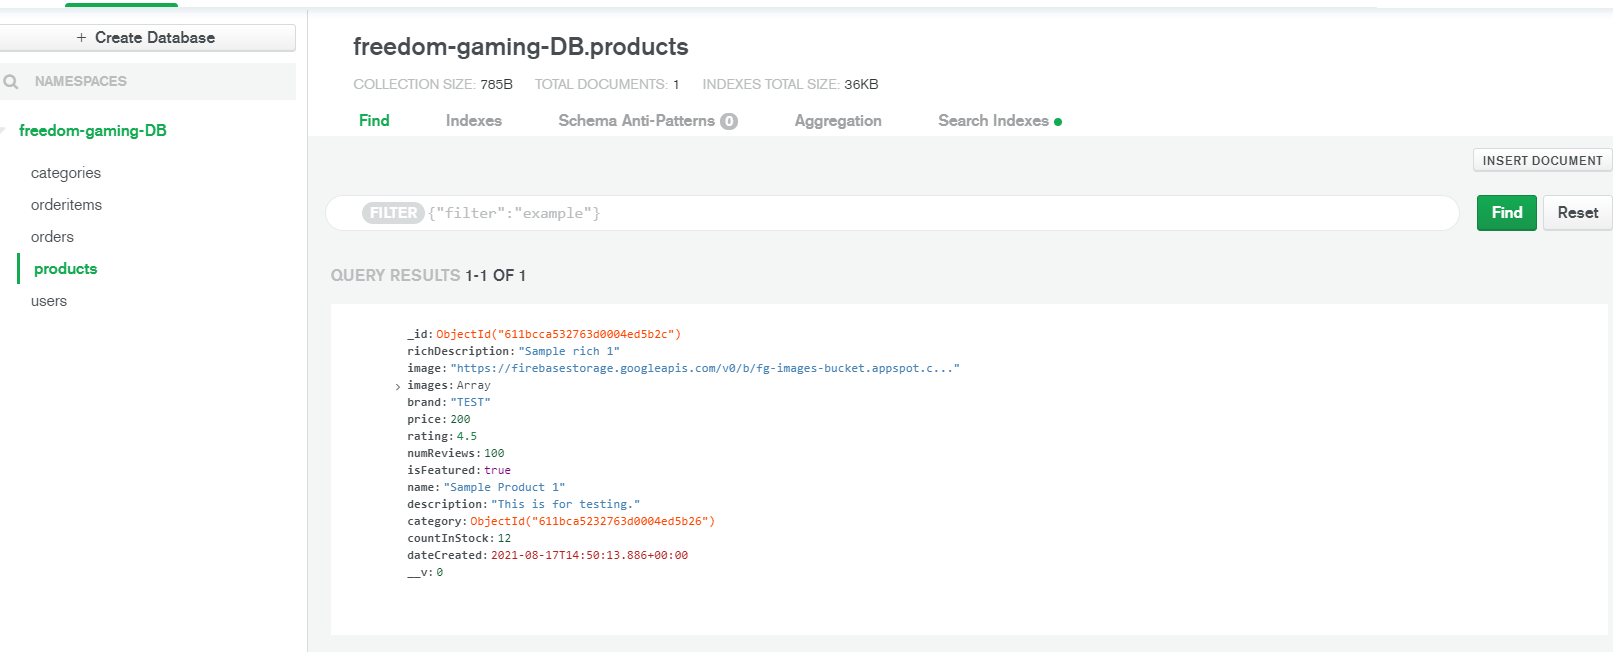 + Create Database
NAMESPACES
freedom-gaming-DB
categories
orderitems
orders
products
users
freedom-gaming-DB.products
COLLECTION SIZE: 785B TOTAL DOCUMENTS: 1 INDEXES TOTAL SIZE: 36KB
Find Indexes Schema Anti-Patterns 0 Aggregation Search Indexes
INSERT DOCUMENT
FILTER {"filter":"example"} Find Reset
QUERY RESULTS 1-1 OF 1
_id: ObjectId("611bcca532763d0004ed5b2c")
richDescription: "Sample rich 1"
image: "https://firebasestorage.googleapis.com/v0/b/fg-images-bucket.appspot.c..."
> images: Array
brand: "TEST"
price: 200
rating: 4.5
numReviews: 100
isFeatured: true
name: "Sample Product 1"
description: "This is for testing."
category: ObjectId("611bca5232763d0004ed5b26")
countInStock: 12
dateCreated: 2021-08-17T14:50:13.886+00:00
__v: 0